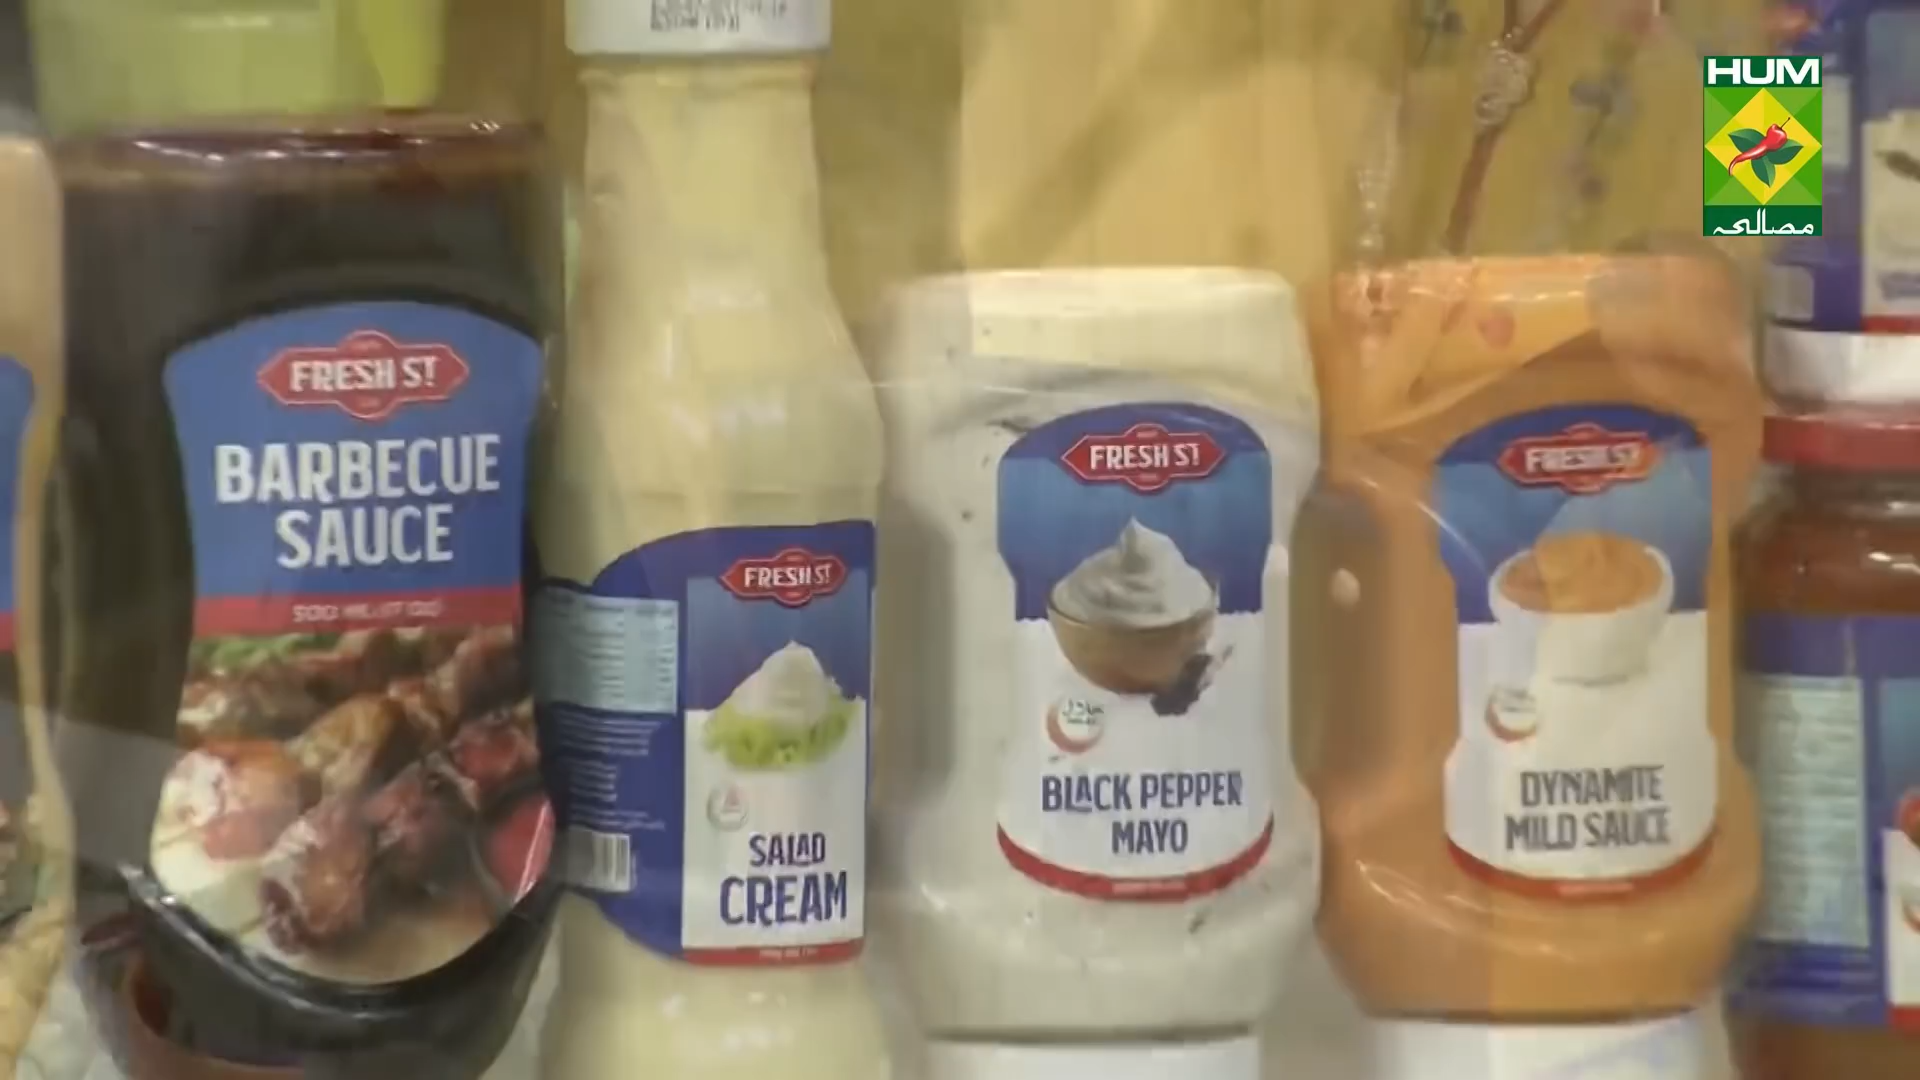 HUM
مصالحہ
FRESH ST
BARBECUE
SAUCE
FRESH ST
SALAD
CREAM
FRESH ST
BLACK PEPPER
MAYO
FRESH ST
DYNAMITE
MILD SAUCE